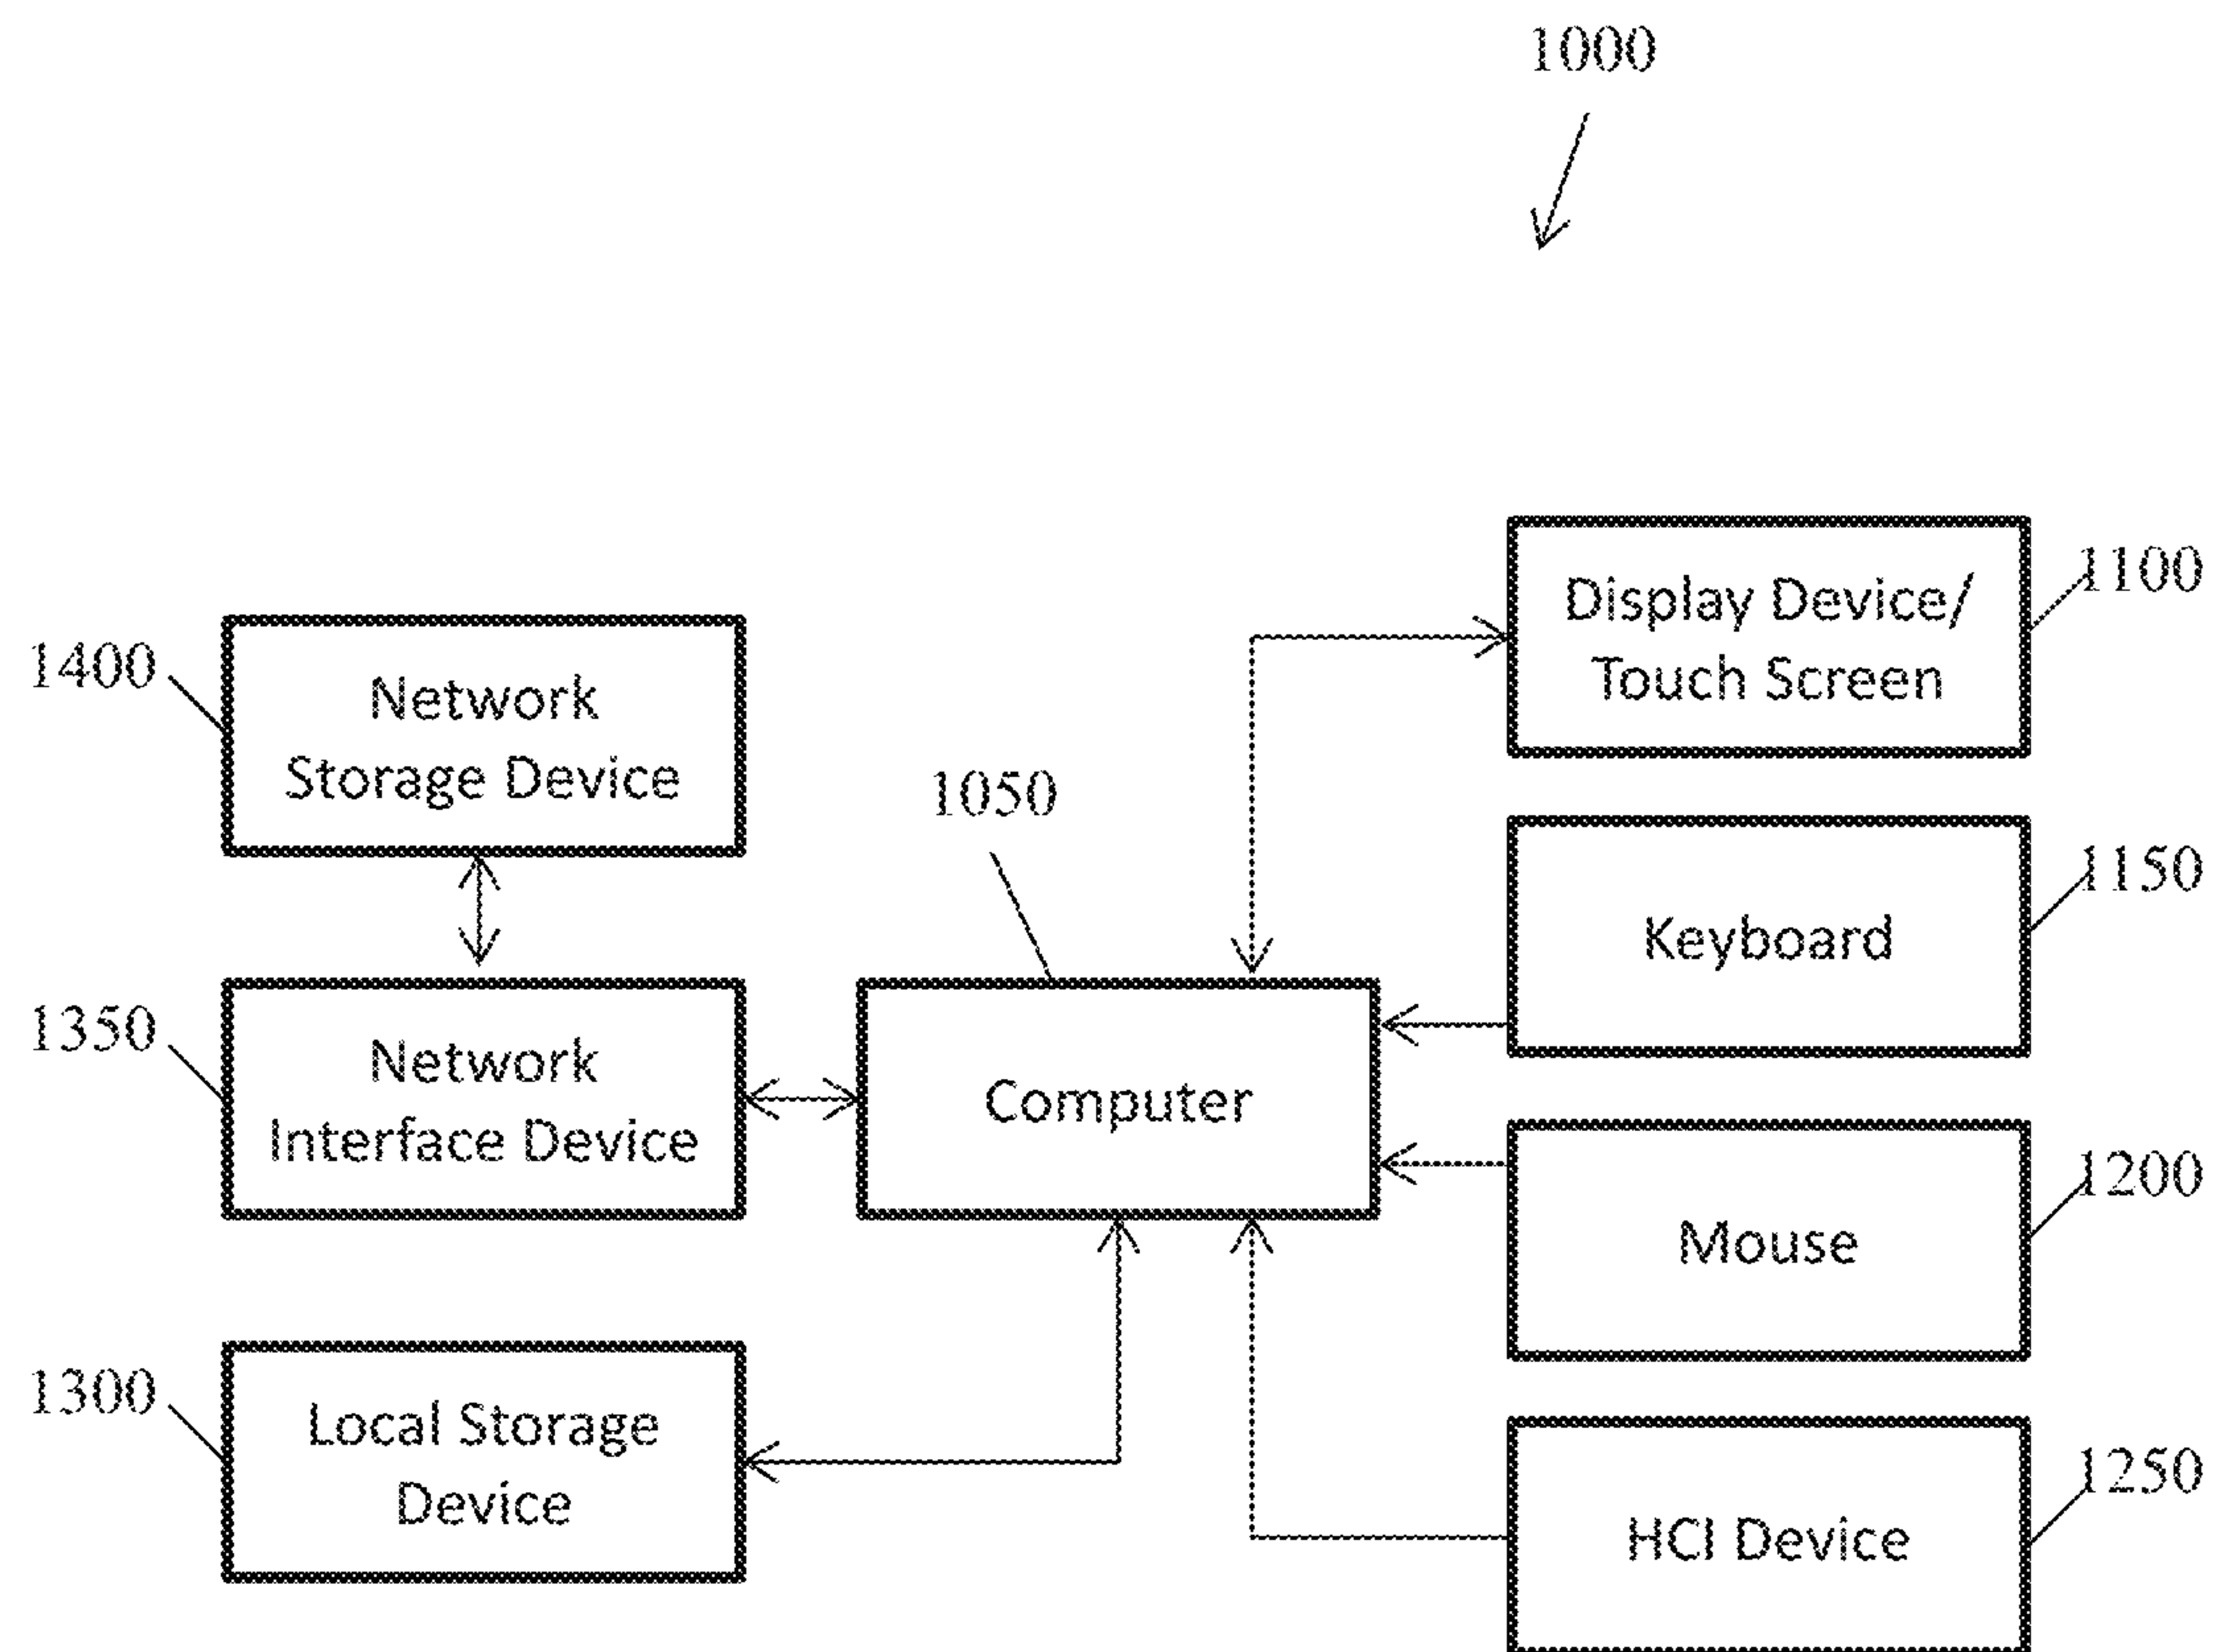 1000
Display Device/
Touch Screen
1100
1400
Network
Storage Device
1050
Keyboard
1150
1350
Network
Interface Device
Computer
Mouse
1200
1300
Local Storage
Device
HCI Device
1250